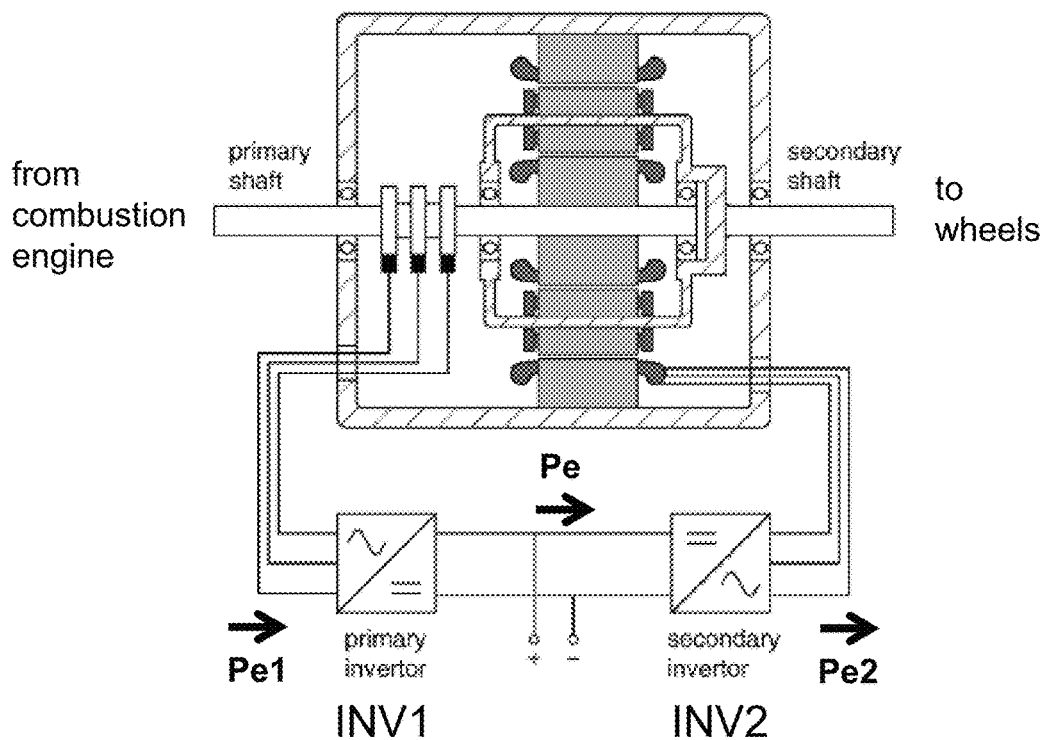 from
combustion
engine
primary
shaft
secondary
shaft
to
wheels
Pe
Pe1
primary
invertor
+ −
secondary
invertor
Pe2
INV1
INV2